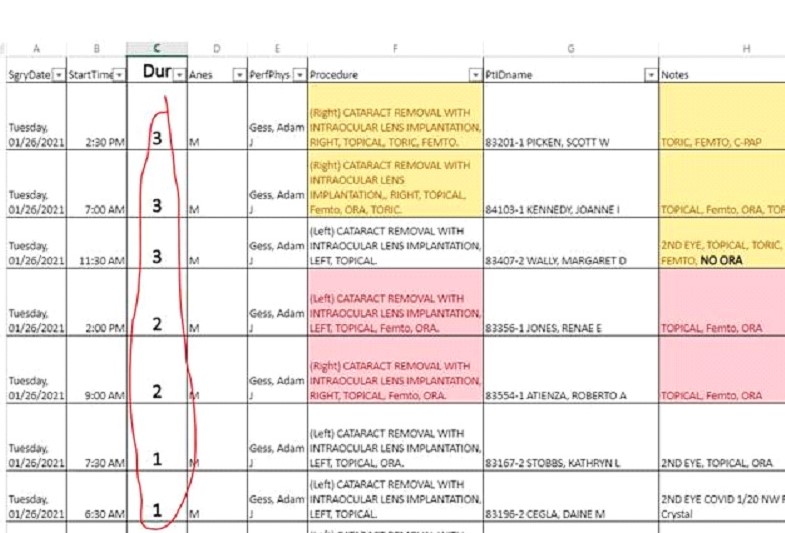 A B C D E F G H
SgryDate StartTime Dur Anes PerfPhys Procedure PtIDname Notes
(Right) CATARACT REMOVAL WITH
INTRAOCULAR LENS IMPLANTATION,
Tuesday, Gess, Adam RIGHT, TOPICAL, TORIC, FEMTO.
01/26/2021 2:30 PM 3 M J 83201-1 PICKEN, SCOTT W TORIC, FEMTO, C-PAP
(Right) CATARACT REMOVAL WITH
INTRAOCULAR LENS
Tuesday, Gess, Adam IMPLANTATION,, RIGHT, TOPICAL,
01/26/2021 7:00 AM 3 M J Femto, ORA, TORIC. 84103-1 KENNEDY, JOANNE I TOPICAL, Femto, ORA, TOR
(Left) CATARACT REMOVAL WITH
Tuesday, Gess, Adam INTRAOCULAR LENS IMPLANTATION, 2ND EYE, TOPICAL, TORIC,
01/26/2021 11:30 AM 3 M J LEFT, TOPICAL. 83407-2 WALLY, MARGARET D FEMTO, NO ORA
(Left) CATARACT REMOVAL WITH
Tuesday, Gess, Adam INTRAOCULAR LENS IMPLANTATION,
01/26/2021 2:00 PM 2 M J LEFT, TOPICAL, Femto, ORA. 83356-1 JONES, RENAE E TOPICAL, Femto, ORA
(Right) CATARACT REMOVAL WITH
Tuesday, Gess, Adam INTRAOCULAR LENS IMPLANTATION,
01/26/2021 9:00 AM 2 M J RIGHT, TOPICAL, Femto, ORA. 83554-1 ATIENZA, ROBERTO A TOPICAL, Femto, ORA
(Left) CATARACT REMOVAL WITH
Tuesday, Gess, Adam INTRAOCULAR LENS IMPLANTATION,
01/26/2021 7:30 AM 1 M J LEFT, TOPICAL, ORA. 83167-2 STOBBS, KATHRYN L 2ND EYE, TOPICAL, ORA
(Left) CATARACT REMOVAL WITH
Tuesday, Gess, Adam INTRAOCULAR LENS IMPLANTATION, 2ND EYE COVID 1/20 NW
01/26/2021 6:30 AM 1 M J LEFT, TOPICAL. 83196-2 CEGLA, DAINE M Crystal